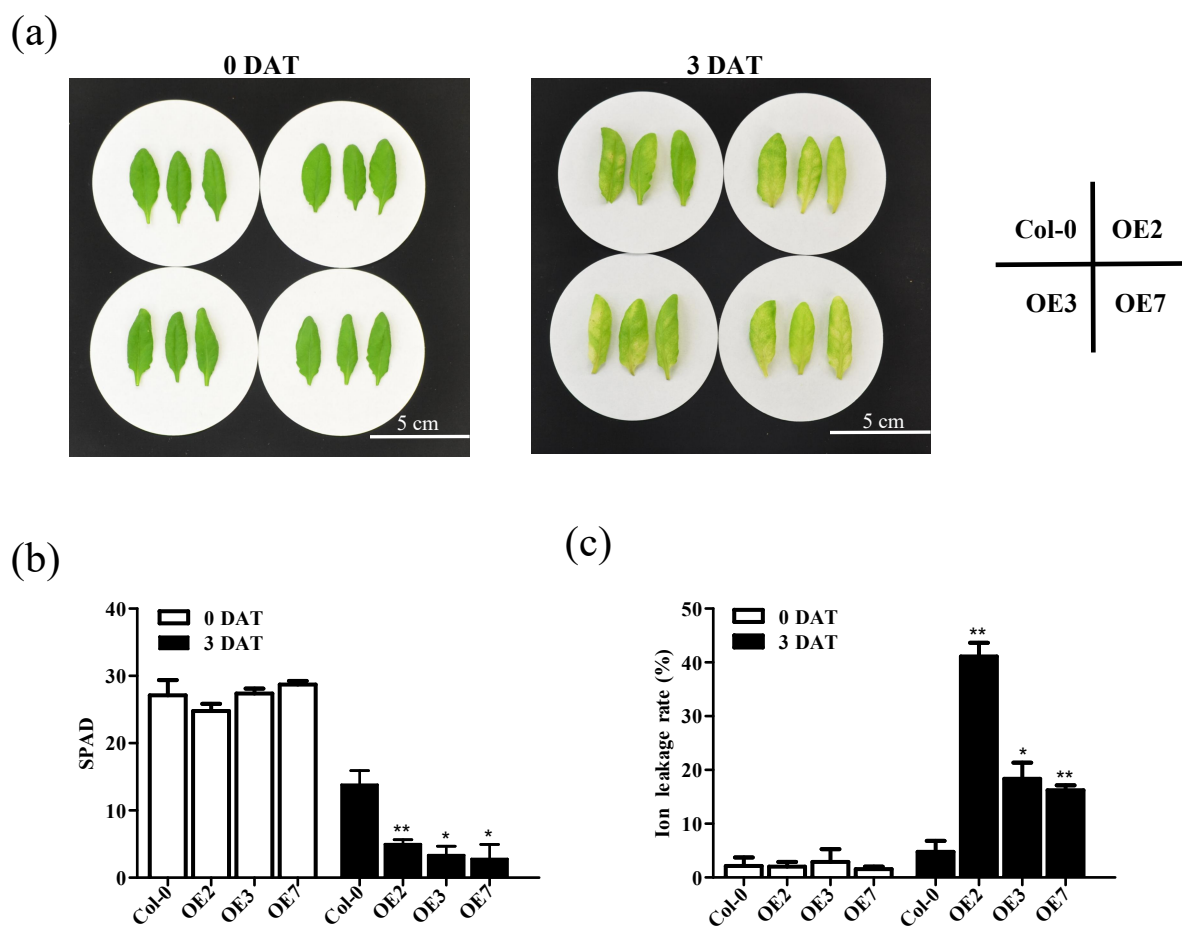 (a)
0 DAT
3 DAT
5 cm
5 cm
Col-0 OE2
OE3 OE7
(b)
40
30
20
10
0
SPAD
0 DAT
3 DAT
**
*
*
Col-0 OE2 OE3 OE7 Col-0 OE2 OE3 OE7
(c)
50
40
30
20
10
0
Ion leakage rate (%)
0 DAT
3 DAT
**
*
**
Col-0 OE2 OE3 OE7 Col-0 OE2 OE3 OE7